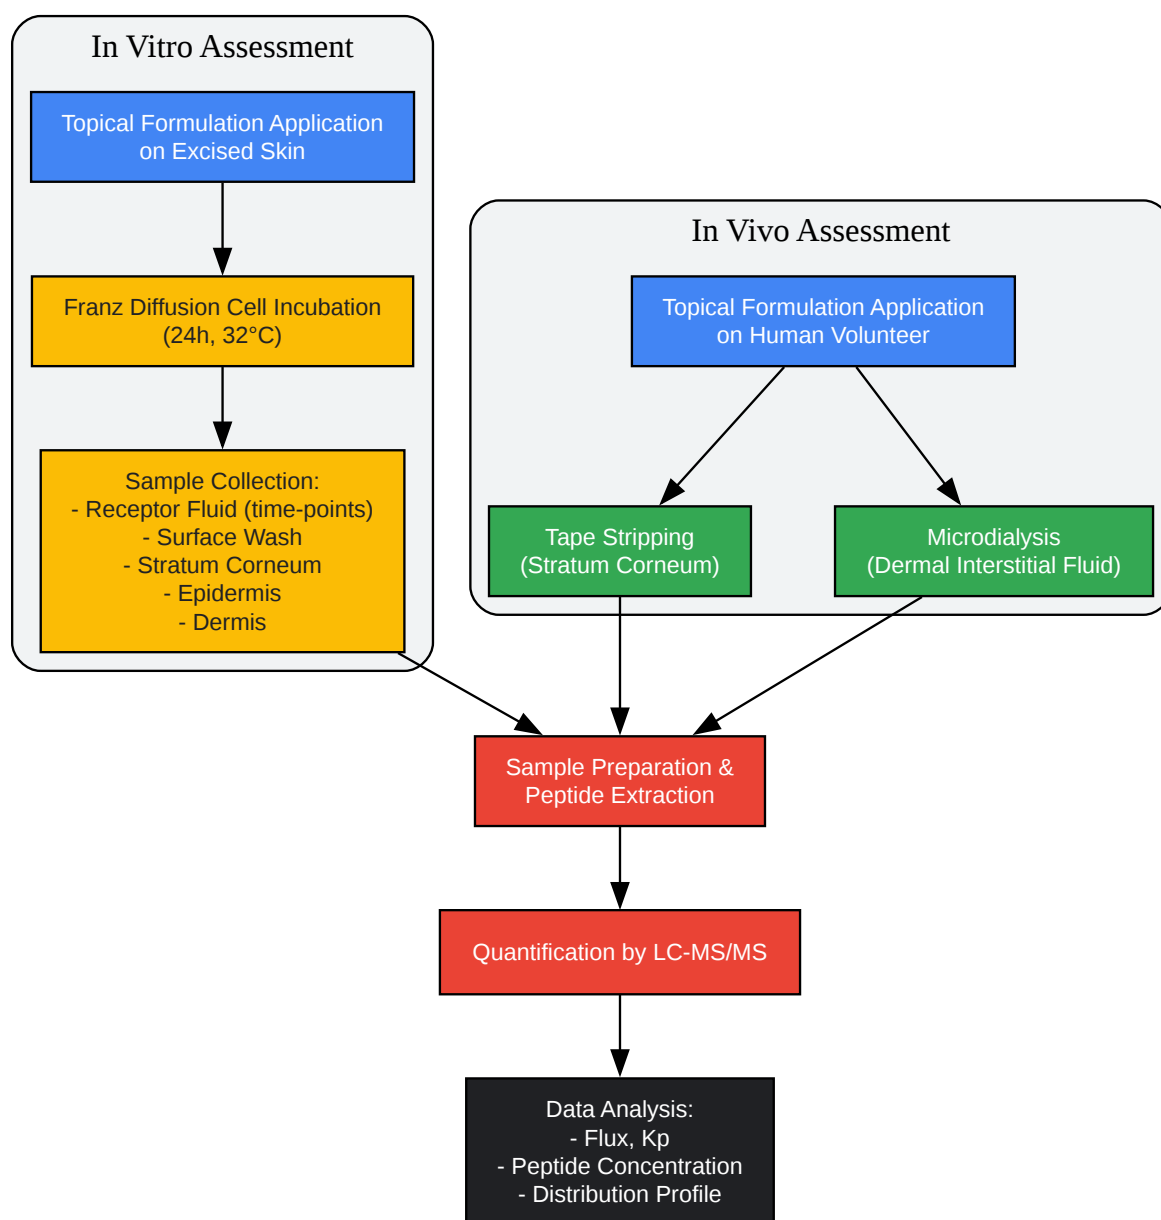 In Vitro Assessment
Topical Formulation Application
on Excised Skin
Franz Diffusion Cell Incubation
(24h, 32°C)
Sample Collection:
- Receptor Fluid (time-points)
- Surface Wash
- Stratum Corneum
- Epidermis
- Dermis
In Vivo Assessment
Topical Formulation Application
on Human Volunteer
Tape Stripping
(Stratum Corneum)
Microdialysis
(Dermal Interstitial Fluid)
Sample Preparation &
Peptide Extraction
Quantification by LC-MS/MS
Data Analysis:
- Flux, Kp
- Peptide Concentration
- Distribution Profile